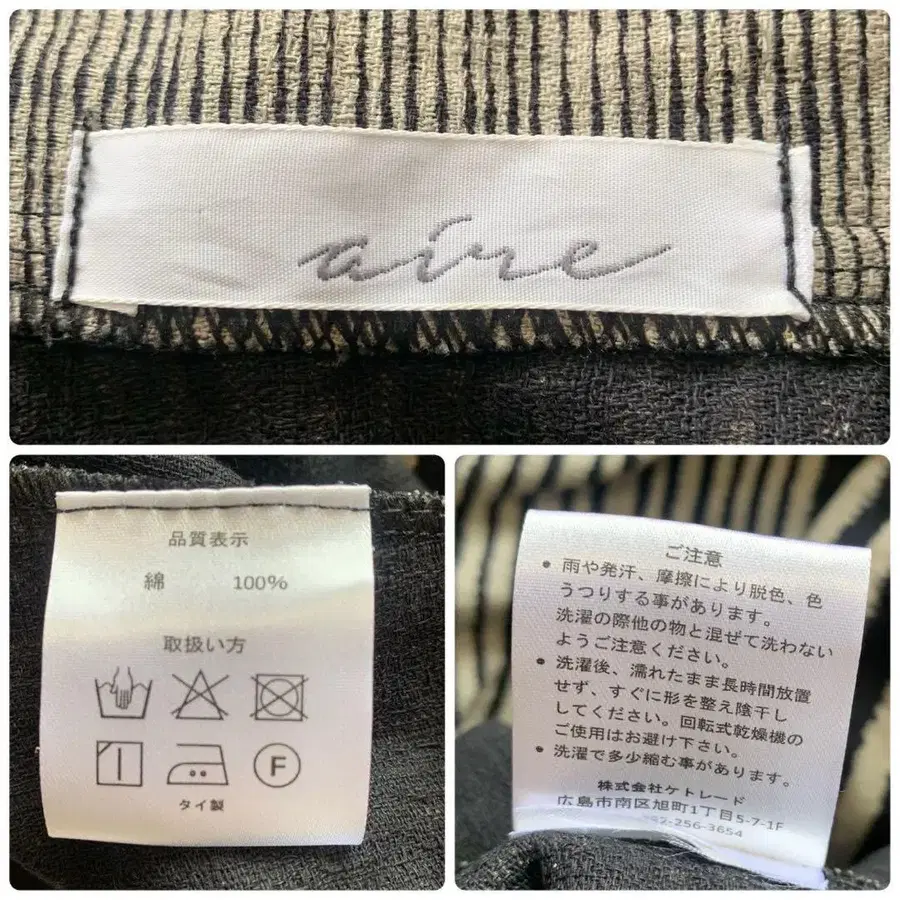 aire
品質表示
綿 100%
取扱い方
F
タイ製
ご注意
● 雨や発汗、摩擦により脱色、色
うつりする事があります。
洗濯の際他の物と混ぜて洗わない
ようご注意ください。
● 洗濯後、濡れたまま長時間放置
せず、すぐに形を整え陰干し
してください。回転式乾燥機の
ご使用はお避け下さい。
● 洗濯で多少縮む事があります。
株式会社ケトレード
広島市南区旭町1丁目5-7-1F